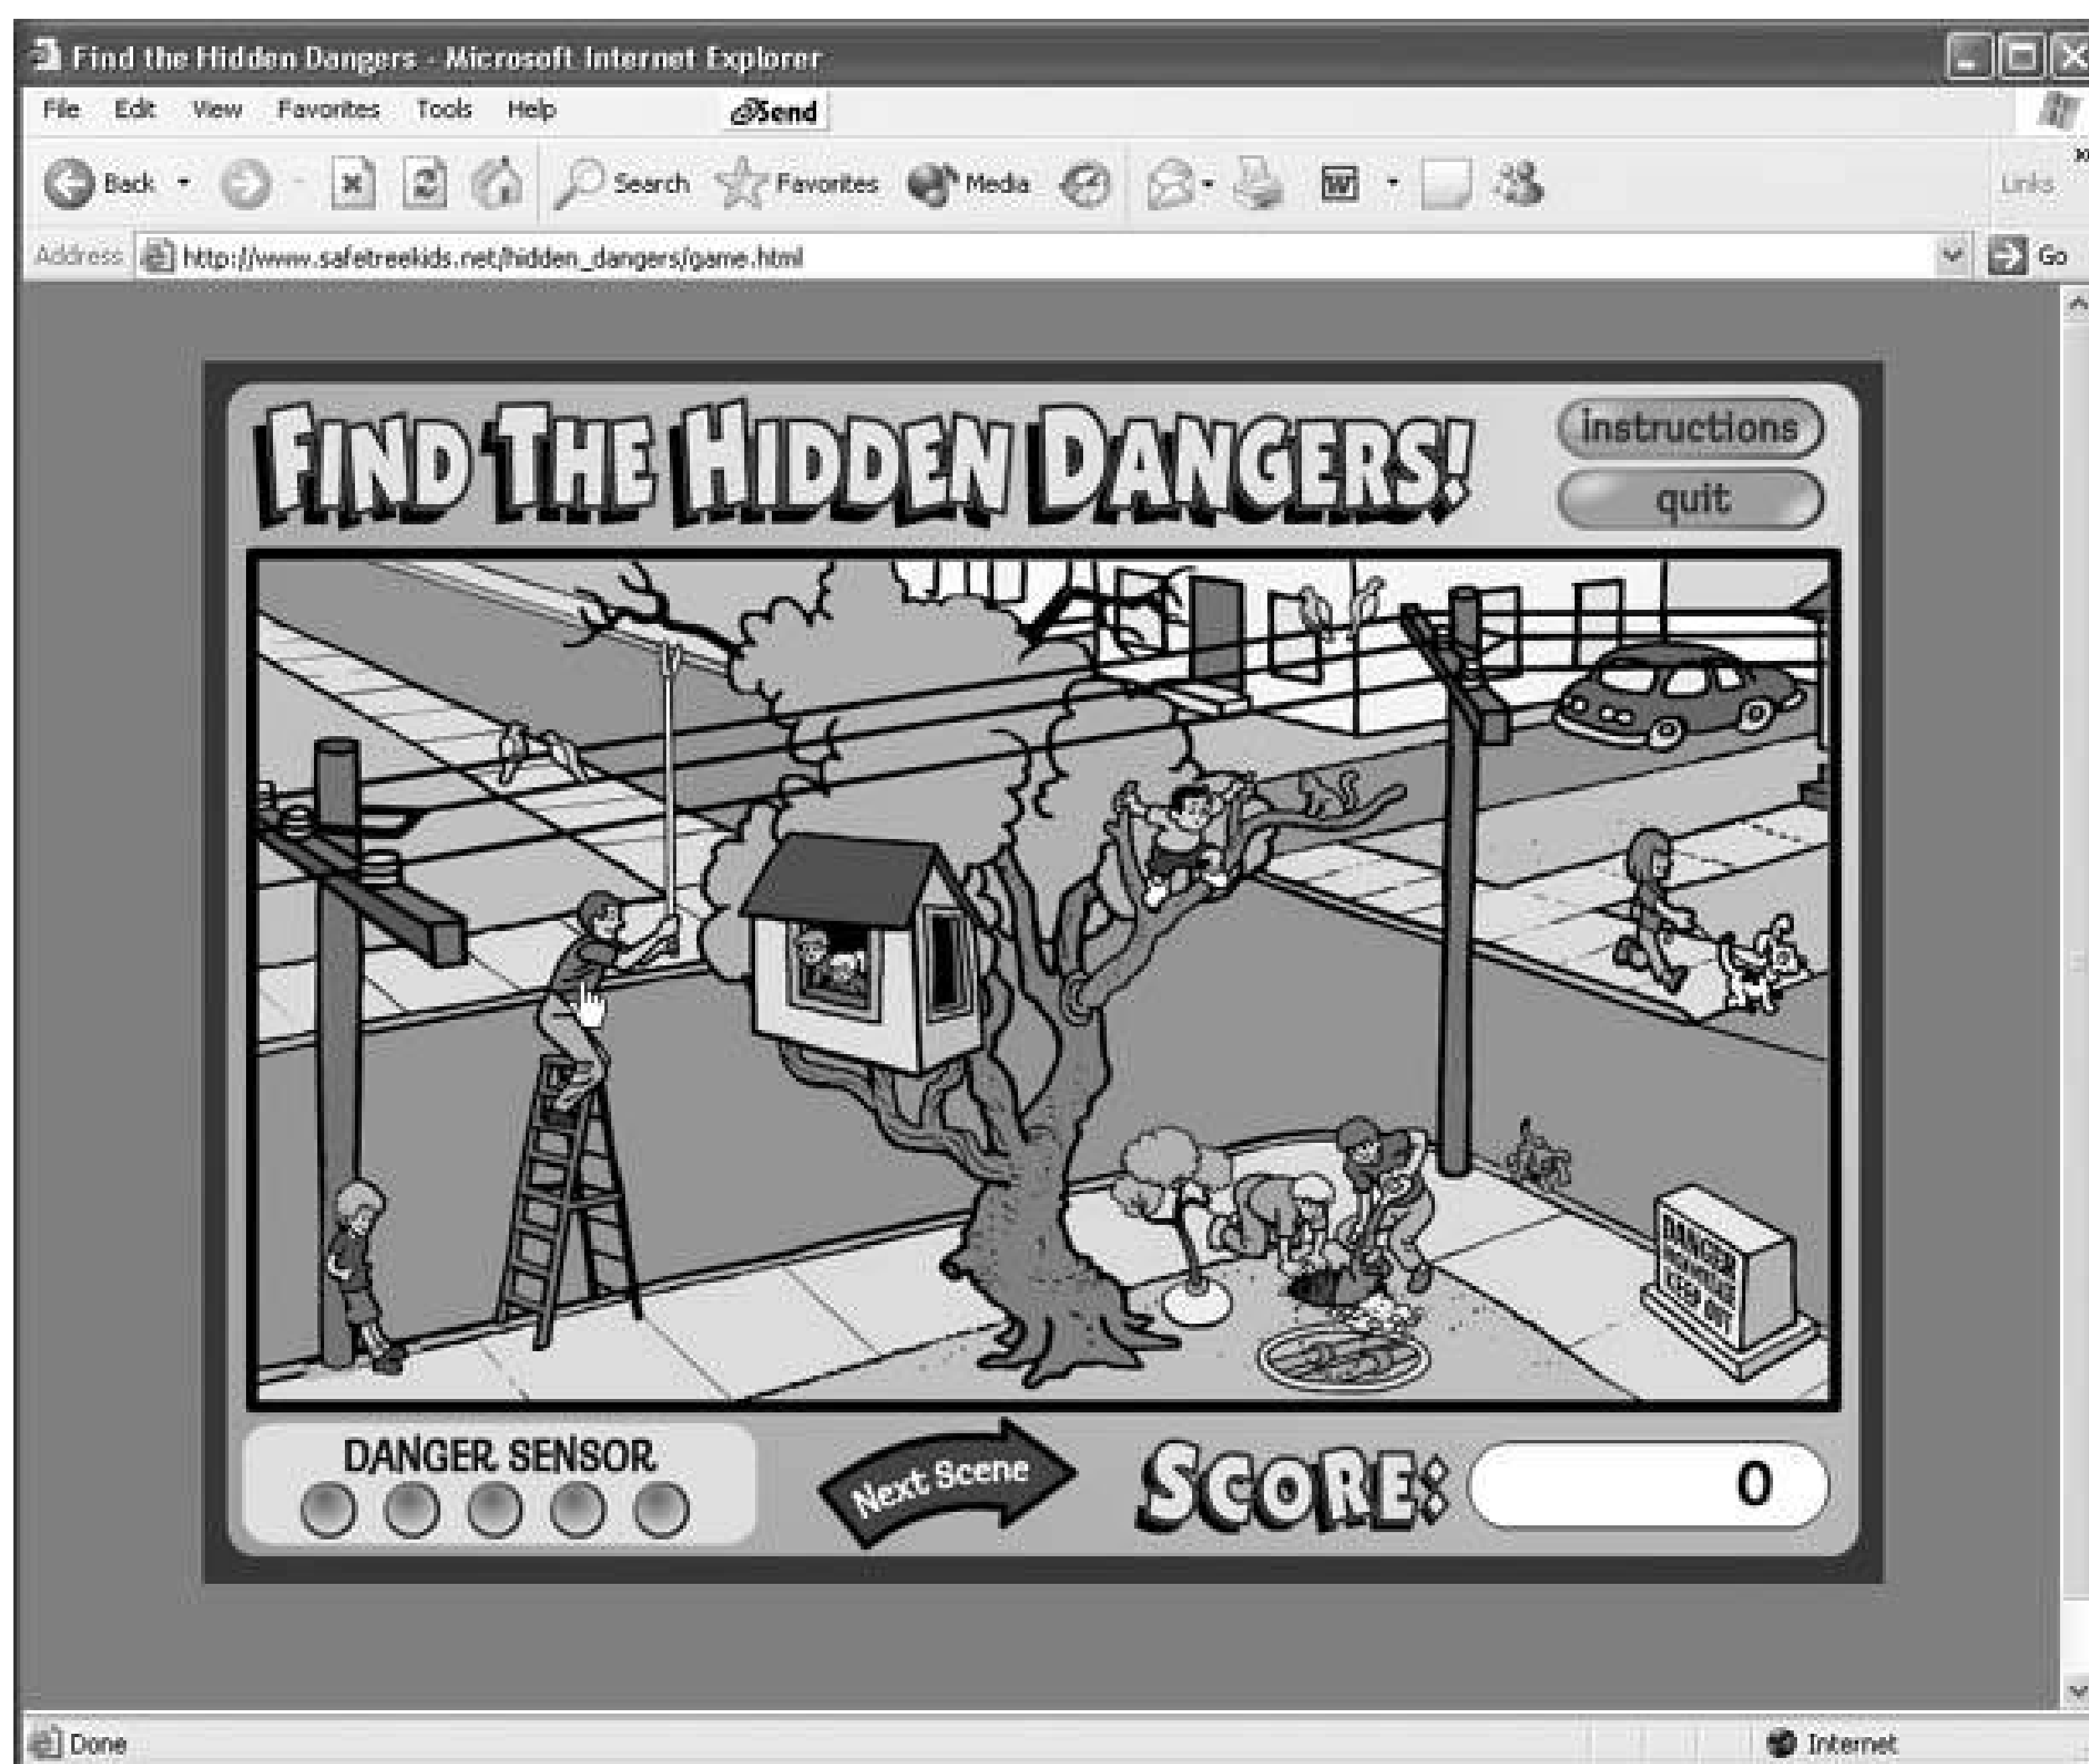 Find the Hidden Dangers - Microsoft Internet Explorer
File Edit View Favorites Tools Help Send
Back Search Favorites Media Links
Address http://www.safetreekids.net/hidden_dangers/game.html Go
FIND THE HIDDEN DANGERS!
instructions
quit
DANGER
KEEP OUT
DANGER SENSOR
Next Scene
SCORE: 0
Done Internet